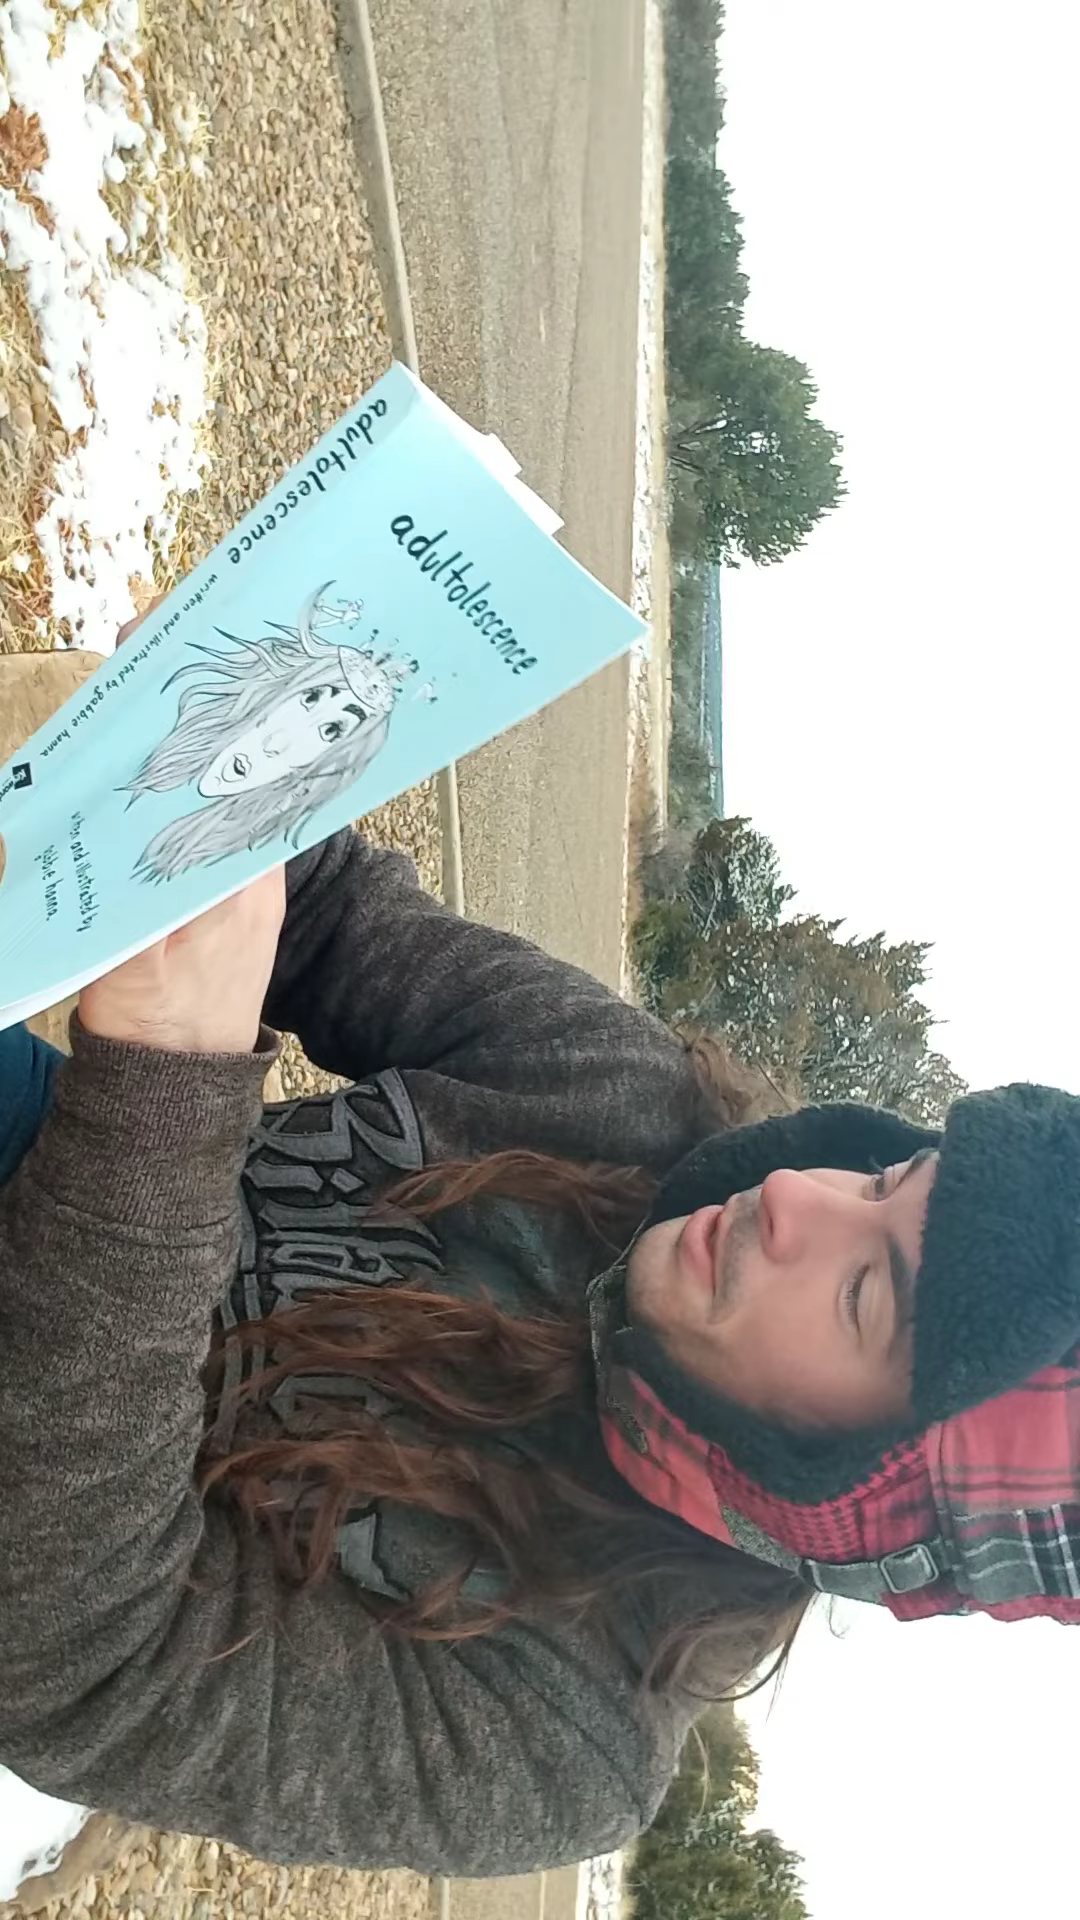 adultolescence
written and illustrated by gabbie hanna
adultolescence
written and illustrated by
gabbie hanna